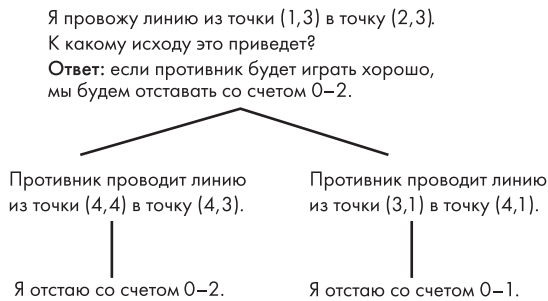 Я провожу линию из точки (1,3) в точку (2,3).
К какому исходу это приведет?
Ответ: если противник будет играть хорошо,
мы будем отставать со счетом 0–2.
Противник проводит линию
из точки (4,4) в точку (4,3).
Противник проводит линию
из точки (3,1) в точку (4,1).
Я отстаю со счетом 0–2.
Я отстаю со счетом 0–1.